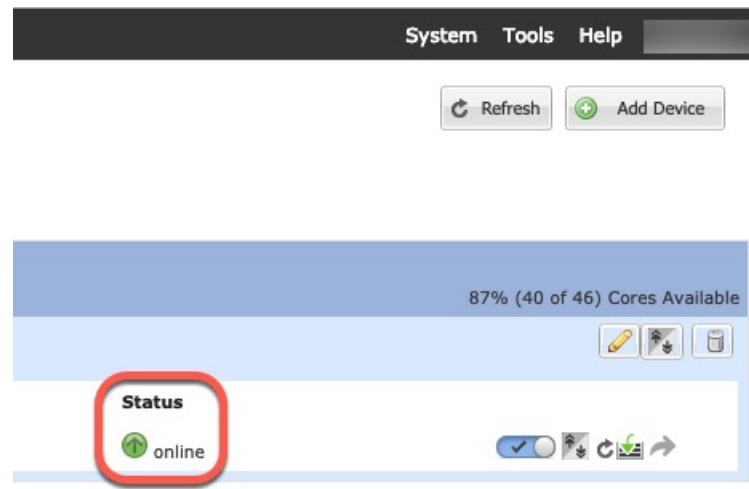 System Tools Help
Refresh Add Device
87% (40 of 46) Cores Available
Status
online